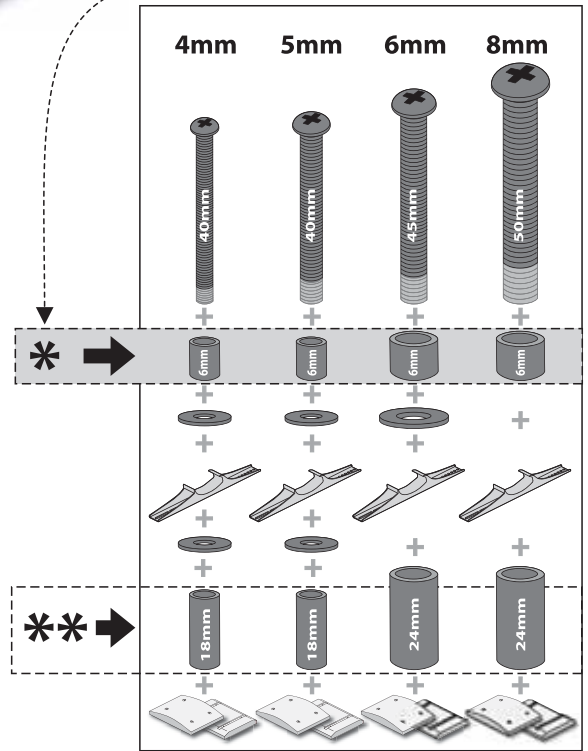 4mm 5mm 6mm 8mm
40mm 40mm 45mm 50mm
+ + + +
* 6mm 6mm 6mm 6mm
+ + +
+
+ + +
+ + + +
+ +
** 18mm 18mm 24mm 24mm
+ + + +